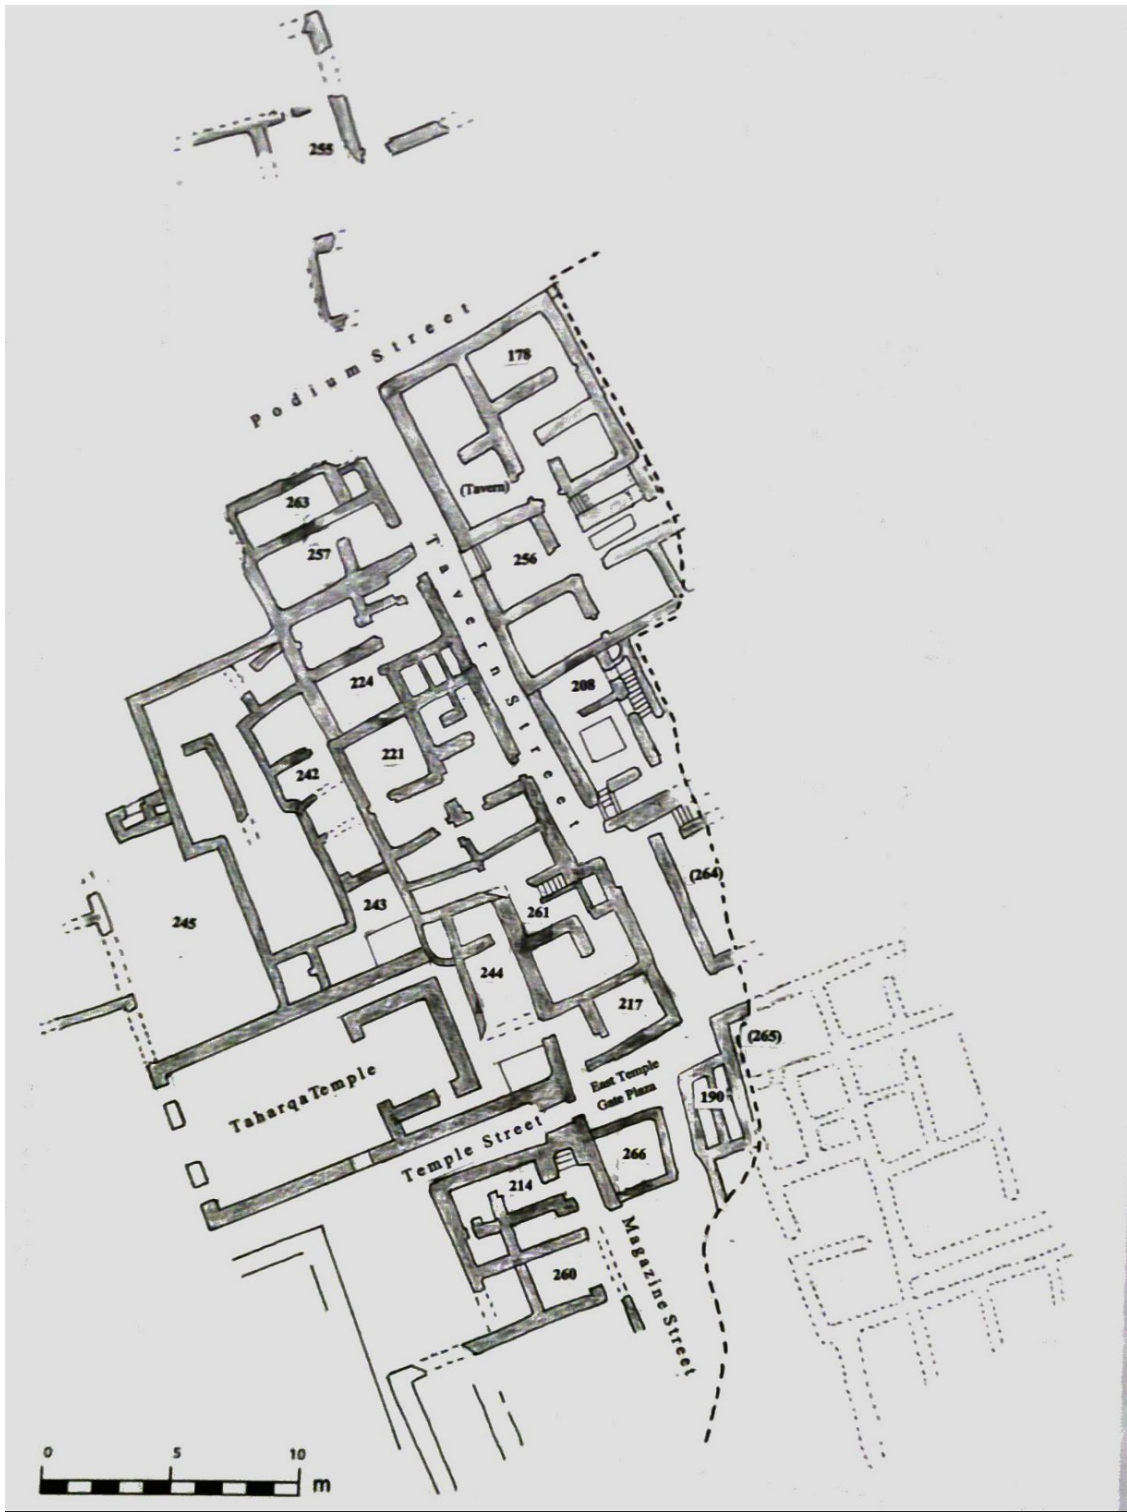 255
Podium Street
178
(Tavern)
263
257
256
Tavern Street
224
208
221
242
(264)
243
245
261
244
217
(265)
Taharqa Temple
East Temple
Gate Plaza
190
Temple Street
266
214
260
Magazine Street
0 5 10
m